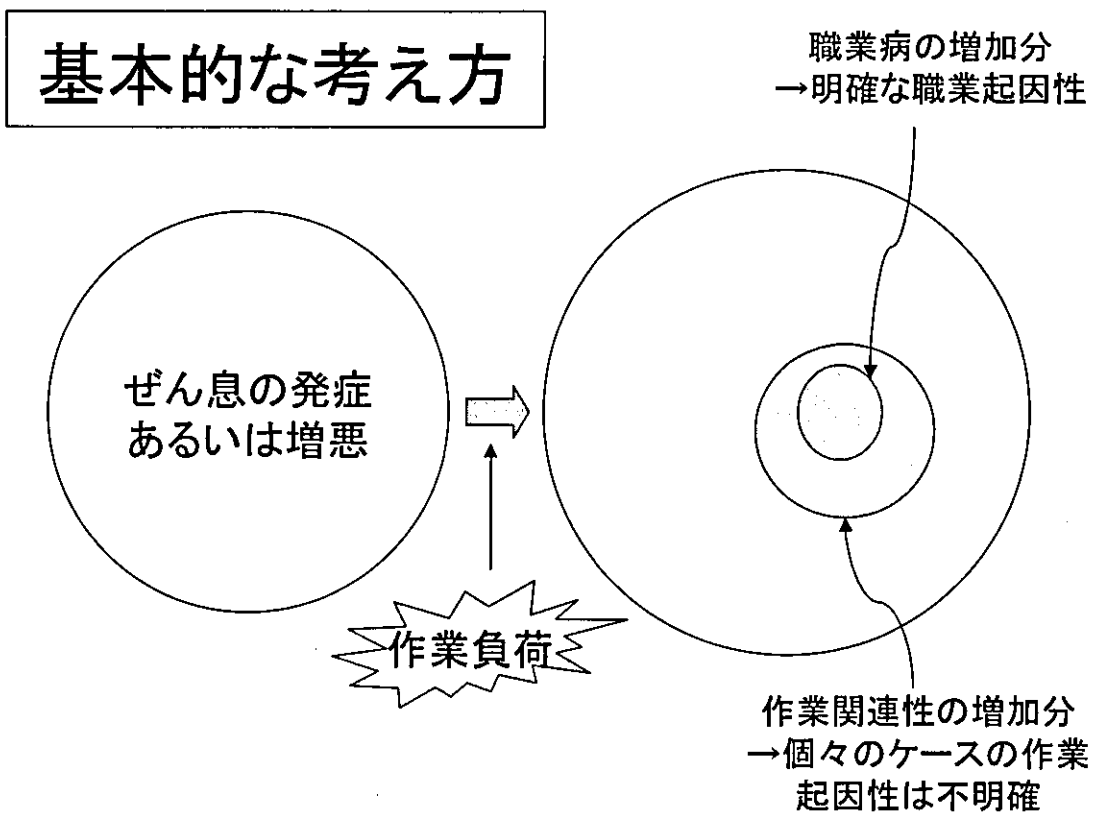 基本的な考え方
職業病の増加分
→明確な職業起因性
ぜん息の発症
あるいは増悪
作業負荷
作業関連性の増加分
→個々のケースの作業
起因性は不明確